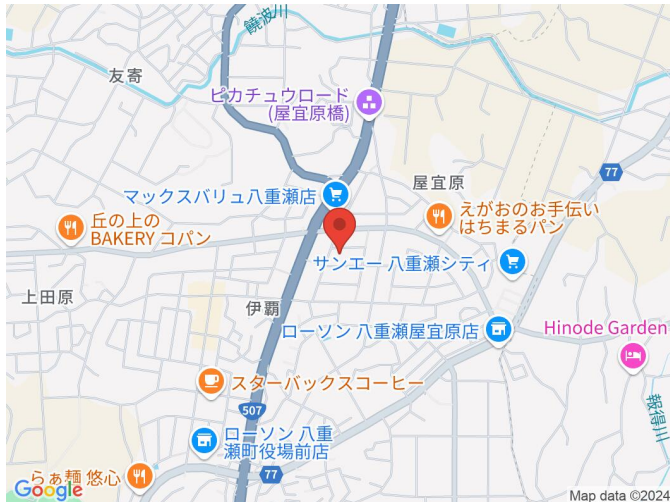 饒波川
友寄
ピカチュウロード
(屋宜原橋)
77
マックスバリュ八重瀬店
屋宜原
丘の上の
BAKERY コパン
えがおのお手伝い
はちまるパン
サンエー 八重瀬シティ
上田原
伊覇
ローソン 八重瀬屋宜原店
Hinode Garden
スターバックスコーヒー
507
報得川
ローソン 八重
瀬町役場前店
77
らぁ麺 悠心
Google
Map data ©2024